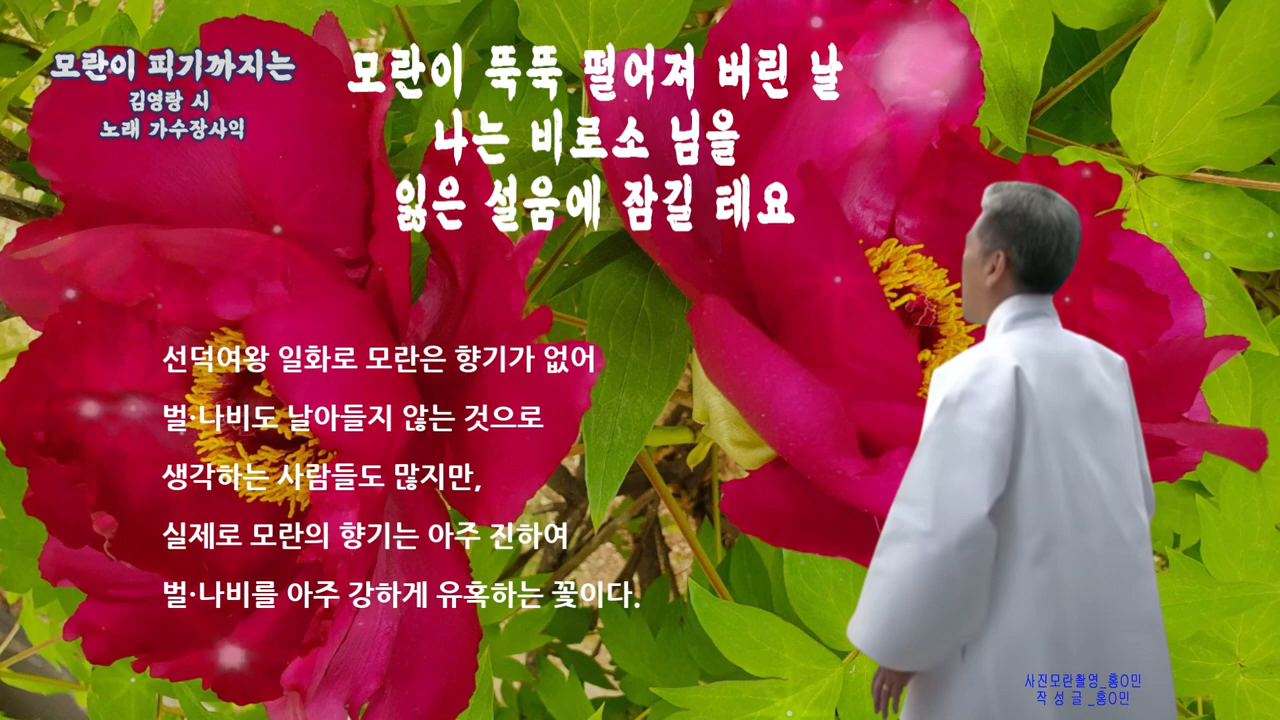 모란이 피기까지는
김영랑 시
노래 가수장사익
모란이 뚝뚝 떨어져 버린 날
나는 비로소 님을
잃은 설움에 잠길 테요
선덕여왕 일화로 모란은 향기가 없어
벌·나비도 날아들지 않는 것으로
생각하는 사람들도 많지만,
실제로 모란의 향기는 아주 진하여
벌·나비를 아주 강하게 유혹하는 꽃이다.
사진모란촬영_홍O민
작 성 글 _홍O민